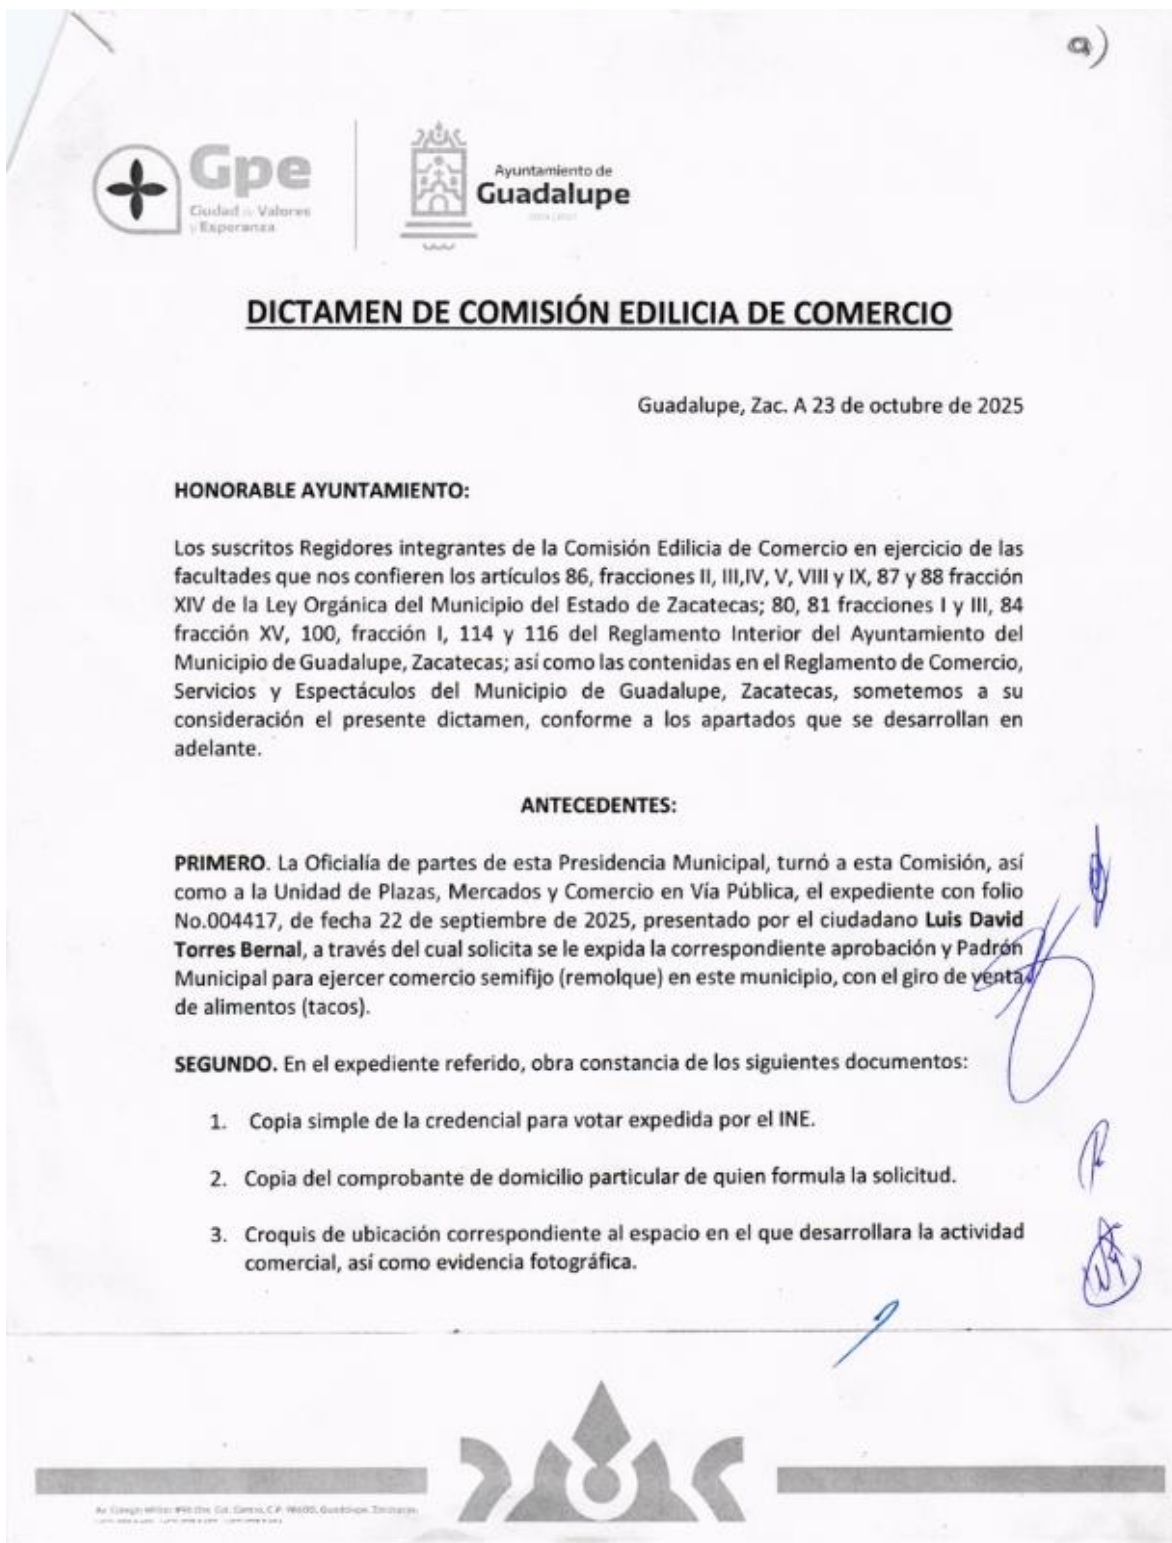 a)
Gpe
Ciudad de Valores
y Esperanza
Ayuntamiento de
Guadalupe
DICTAMEN DE COMISIÓN EDILICIA DE COMERCIO
Guadalupe, Zac. A 23 de octubre de 2025
HONORABLE AYUNTAMIENTO:
Los suscritos Regidores integrantes de la Comisión Edilicia de Comercio en ejercicio de las
facultades que nos confieren los artículos 86, fracciones II, III,IV, V, VIII y IX, 87 y 88 fracción
XIV de la Ley Orgánica del Municipio del Estado de Zacatecas; 80, 81 fracciones I y III, 84
fracción XV, 100, fracción I, 114 y 116 del Reglamento Interior del Ayuntamiento del
Municipio de Guadalupe, Zacatecas; así como las contenidas en el Reglamento de Comercio,
Servicios y Espectáculos del Municipio de Guadalupe, Zacatecas, sometemos a su
consideración el presente dictamen, conforme a los apartados que se desarrollan en
adelante.
ANTECEDENTES:
PRIMERO. La Oficialía de partes de esta Presidencia Municipal, turnó a esta Comisión, así
como a la Unidad de Plazas, Mercados y Comercio en Vía Pública, el expediente con folio
No.004417, de fecha 22 de septiembre de 2025, presentado por el ciudadano Luis David
Torres Bernal, a través del cual solicita se le expida la correspondiente aprobación y Padrón
Municipal para ejercer comercio semifijo (remolque) en este municipio, con el giro de venta
de alimentos (tacos).
SEGUNDO. En el expediente referido, obra constancia de los siguientes documentos:
1. Copia simple de la credencial para votar expedida por el INE.
2. Copia del comprobante de domicilio particular de quien formula la solicitud.
3. Croquis de ubicación correspondiente al espacio en el que desarrollara la actividad
comercial, así como evidencia fotográfica.
Centro, C.P. 98600, Guadalupe, Zacatecas